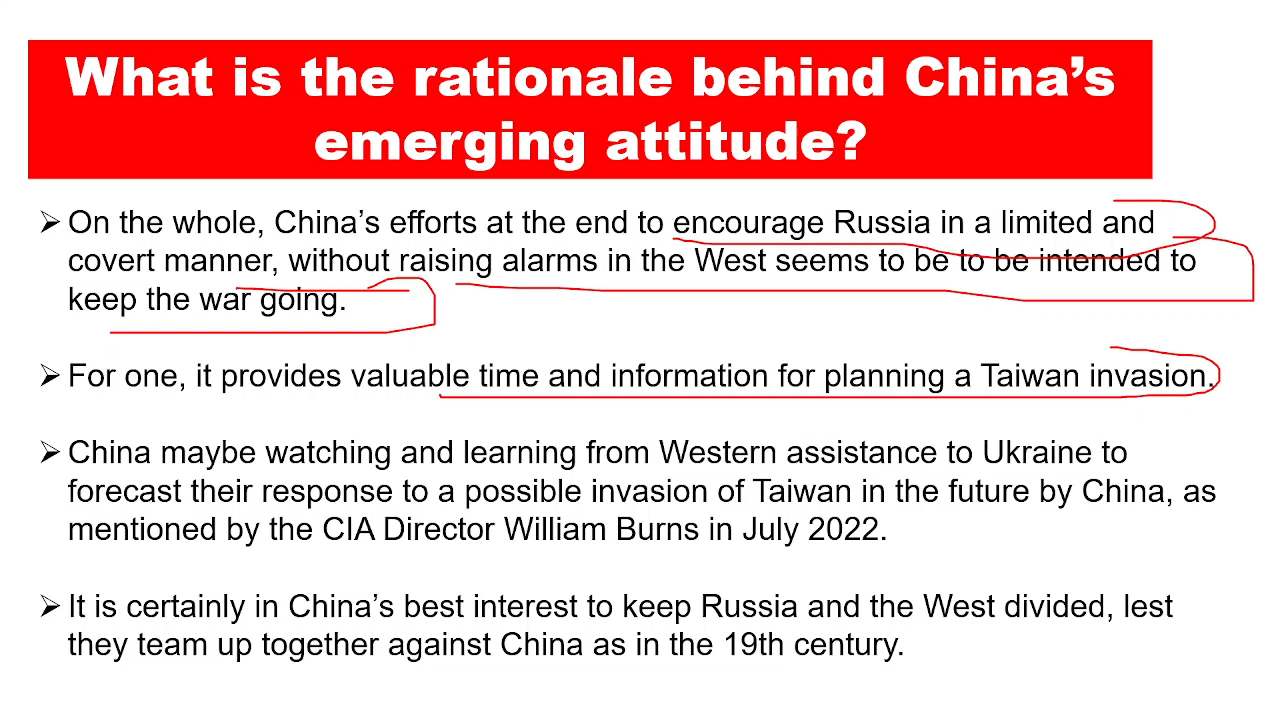 What is the rationale behind China's
emerging attitude?
➢ On the whole, China's efforts at the end to encourage Russia in a limited and
covert manner, without raising alarms in the West seems to be to be intended to
keep the war going.
➢ For one, it provides valuable time and information for planning a Taiwan invasion.
➢ China maybe watching and learning from Western assistance to Ukraine to
forecast their response to a possible invasion of Taiwan in the future by China, as
mentioned by the CIA Director William Burns in July 2022.
➢ It is certainly in China's best interest to keep Russia and the West divided, lest
they team up together against China as in the 19th century.